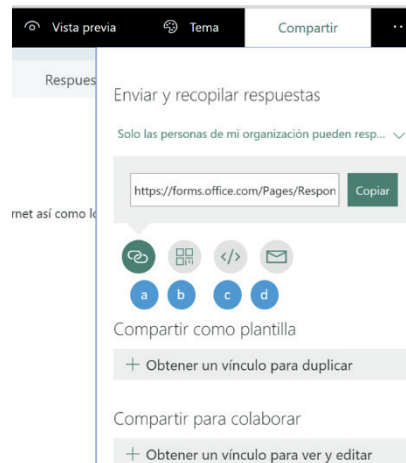 Vista previa Tema Compartir ..
Respues
Enviar y recopilar respuestas
Solo las personas de mi organización pueden resp...
https://forms.office.com/Pages/Respon Copiar
rnet así como lo
</>
a b c d
Compartir como plantilla
+ Obtener un vínculo para duplicar
Compartir para colaborar
+ Obtener un vínculo para ver y editar